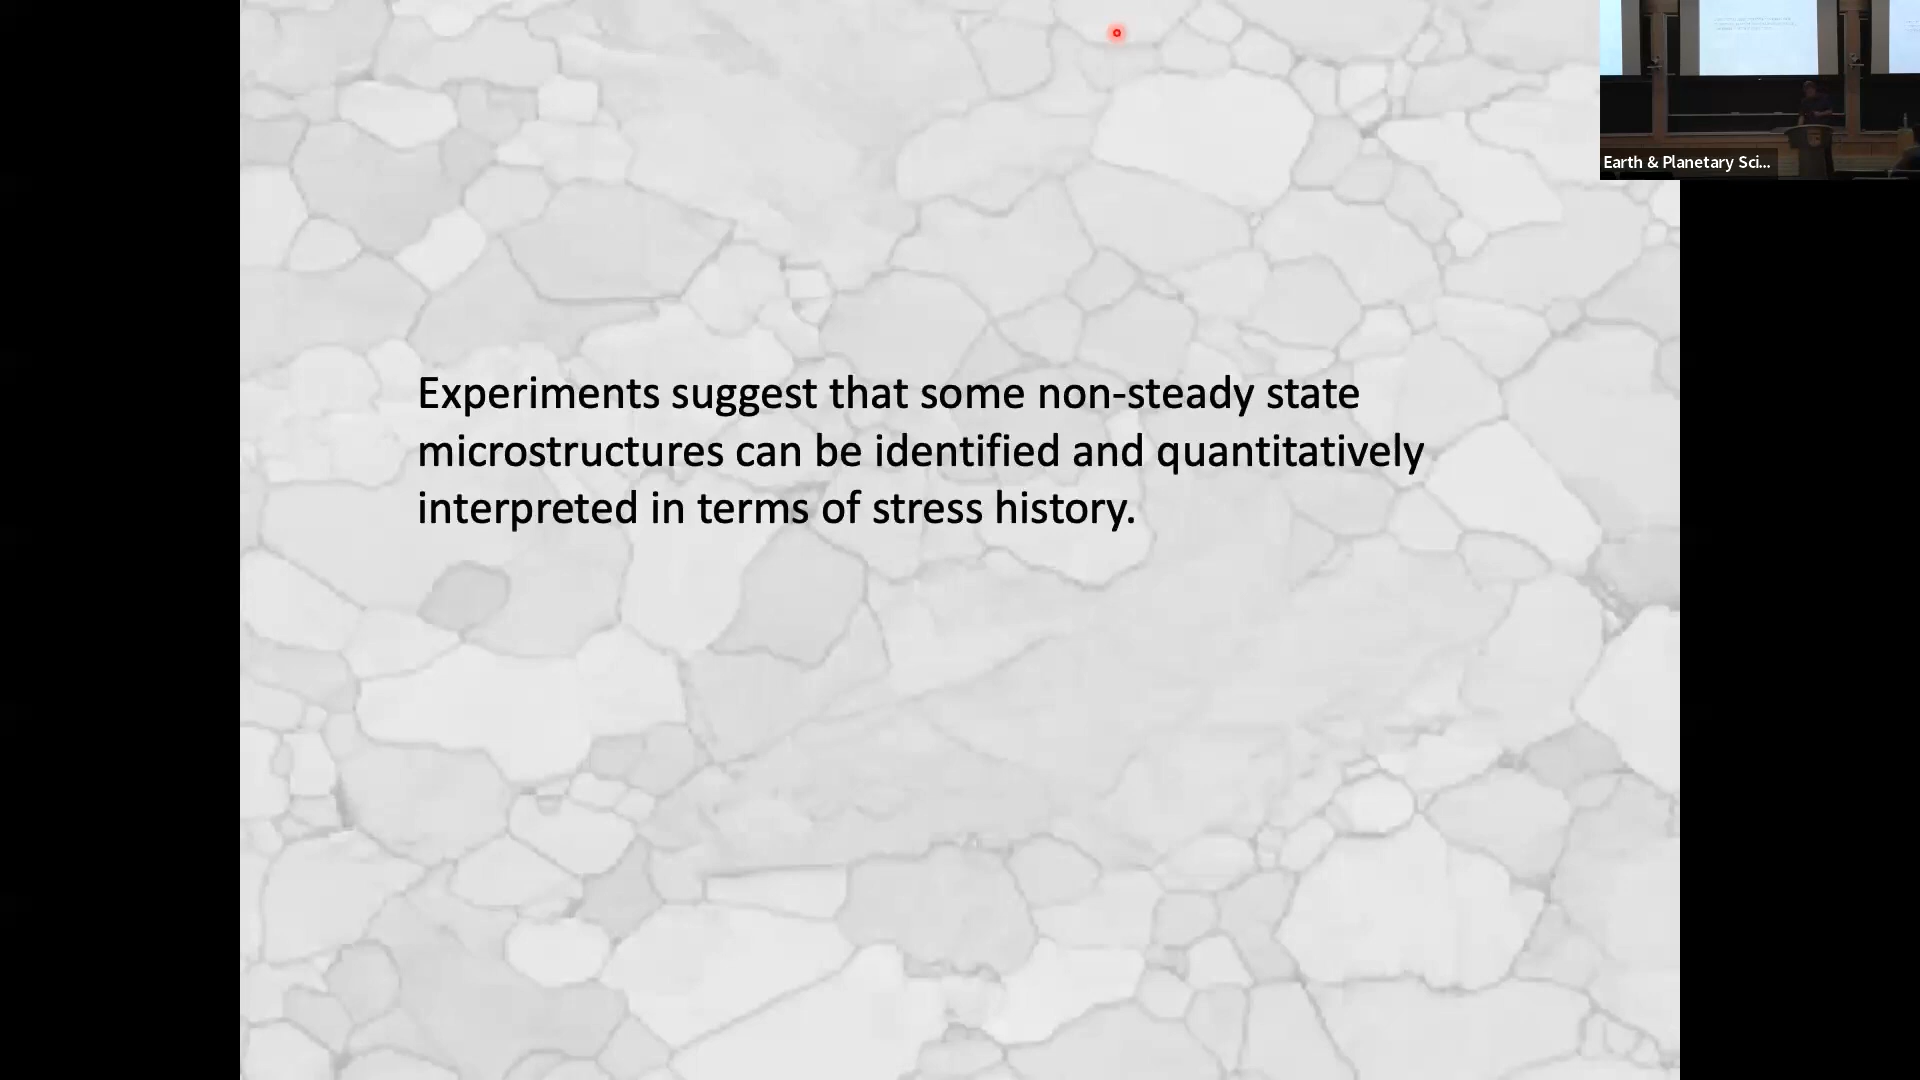 Experiments suggest that some non-steady state
microstructures can be identified and quantitatively
interpreted in terms of stress history.
Earth & Planetary Sci...